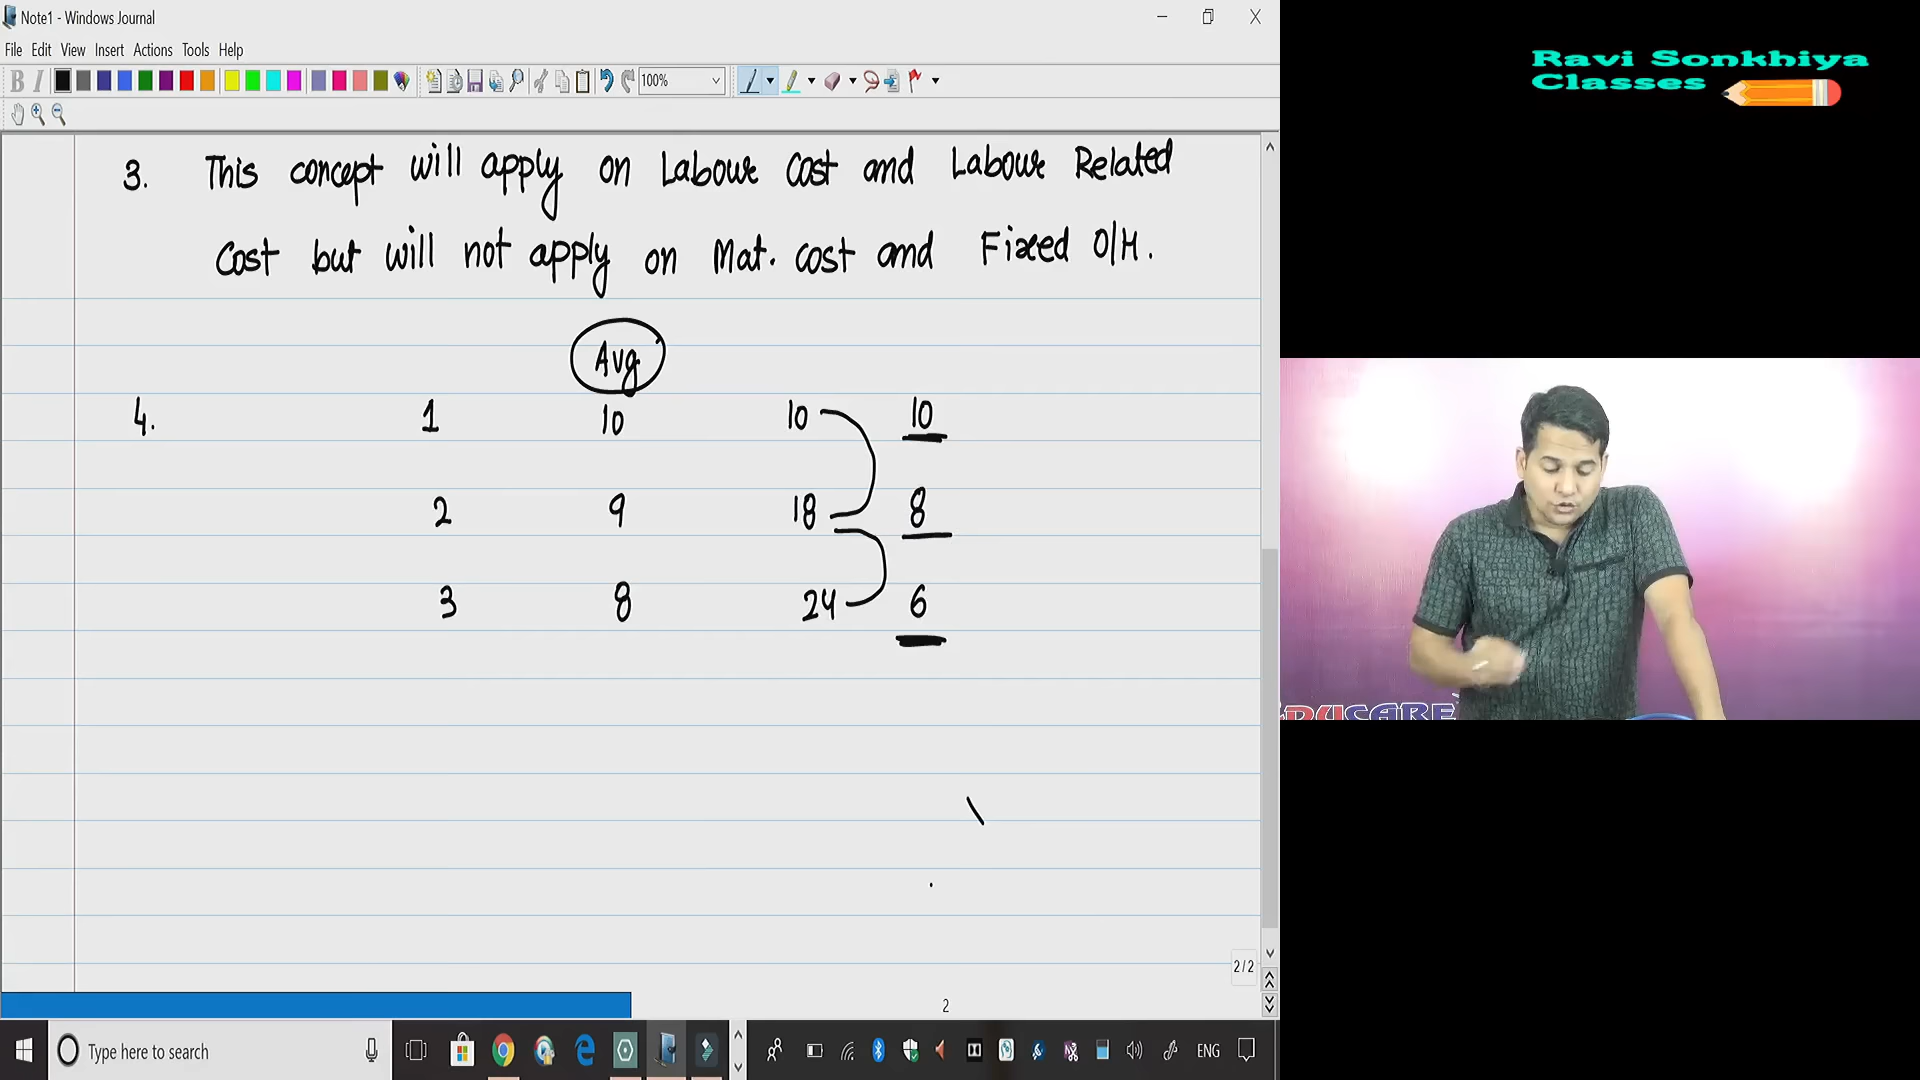 Note1 - Windows Journal
File Edit View Insert Actions Tools Help
B I 100%
3. This concept will apply on Labour Cost and Labour Related
Cost but will not apply on Mat. cost and Fixed O/H.
Avg
4. 1 10 10 10
2 9 18 8
3 8 24 6
2/2
2
Type here to search
ENG
Ravi Sonkhiya
Classes